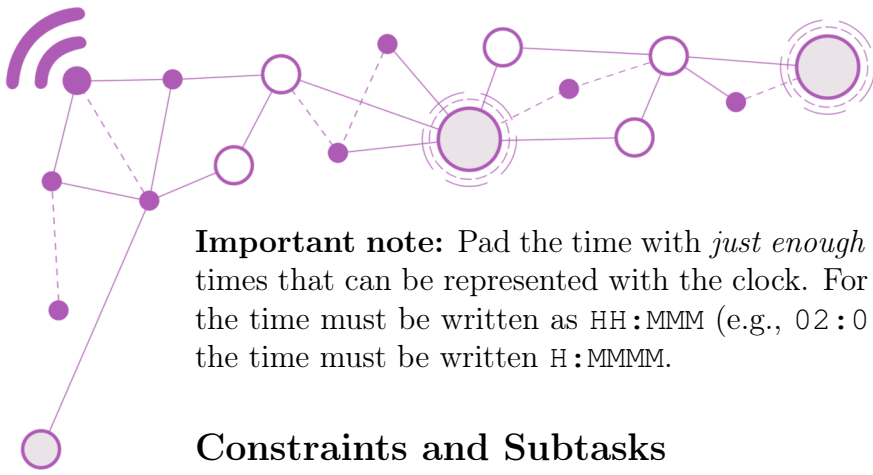 Important note: Pad the time with just enough
times that can be represented with the clock. For
the time must be written as HH:MMM (e.g., 02:0
the time must be written H:MMMM.
Constraints and Subtasks